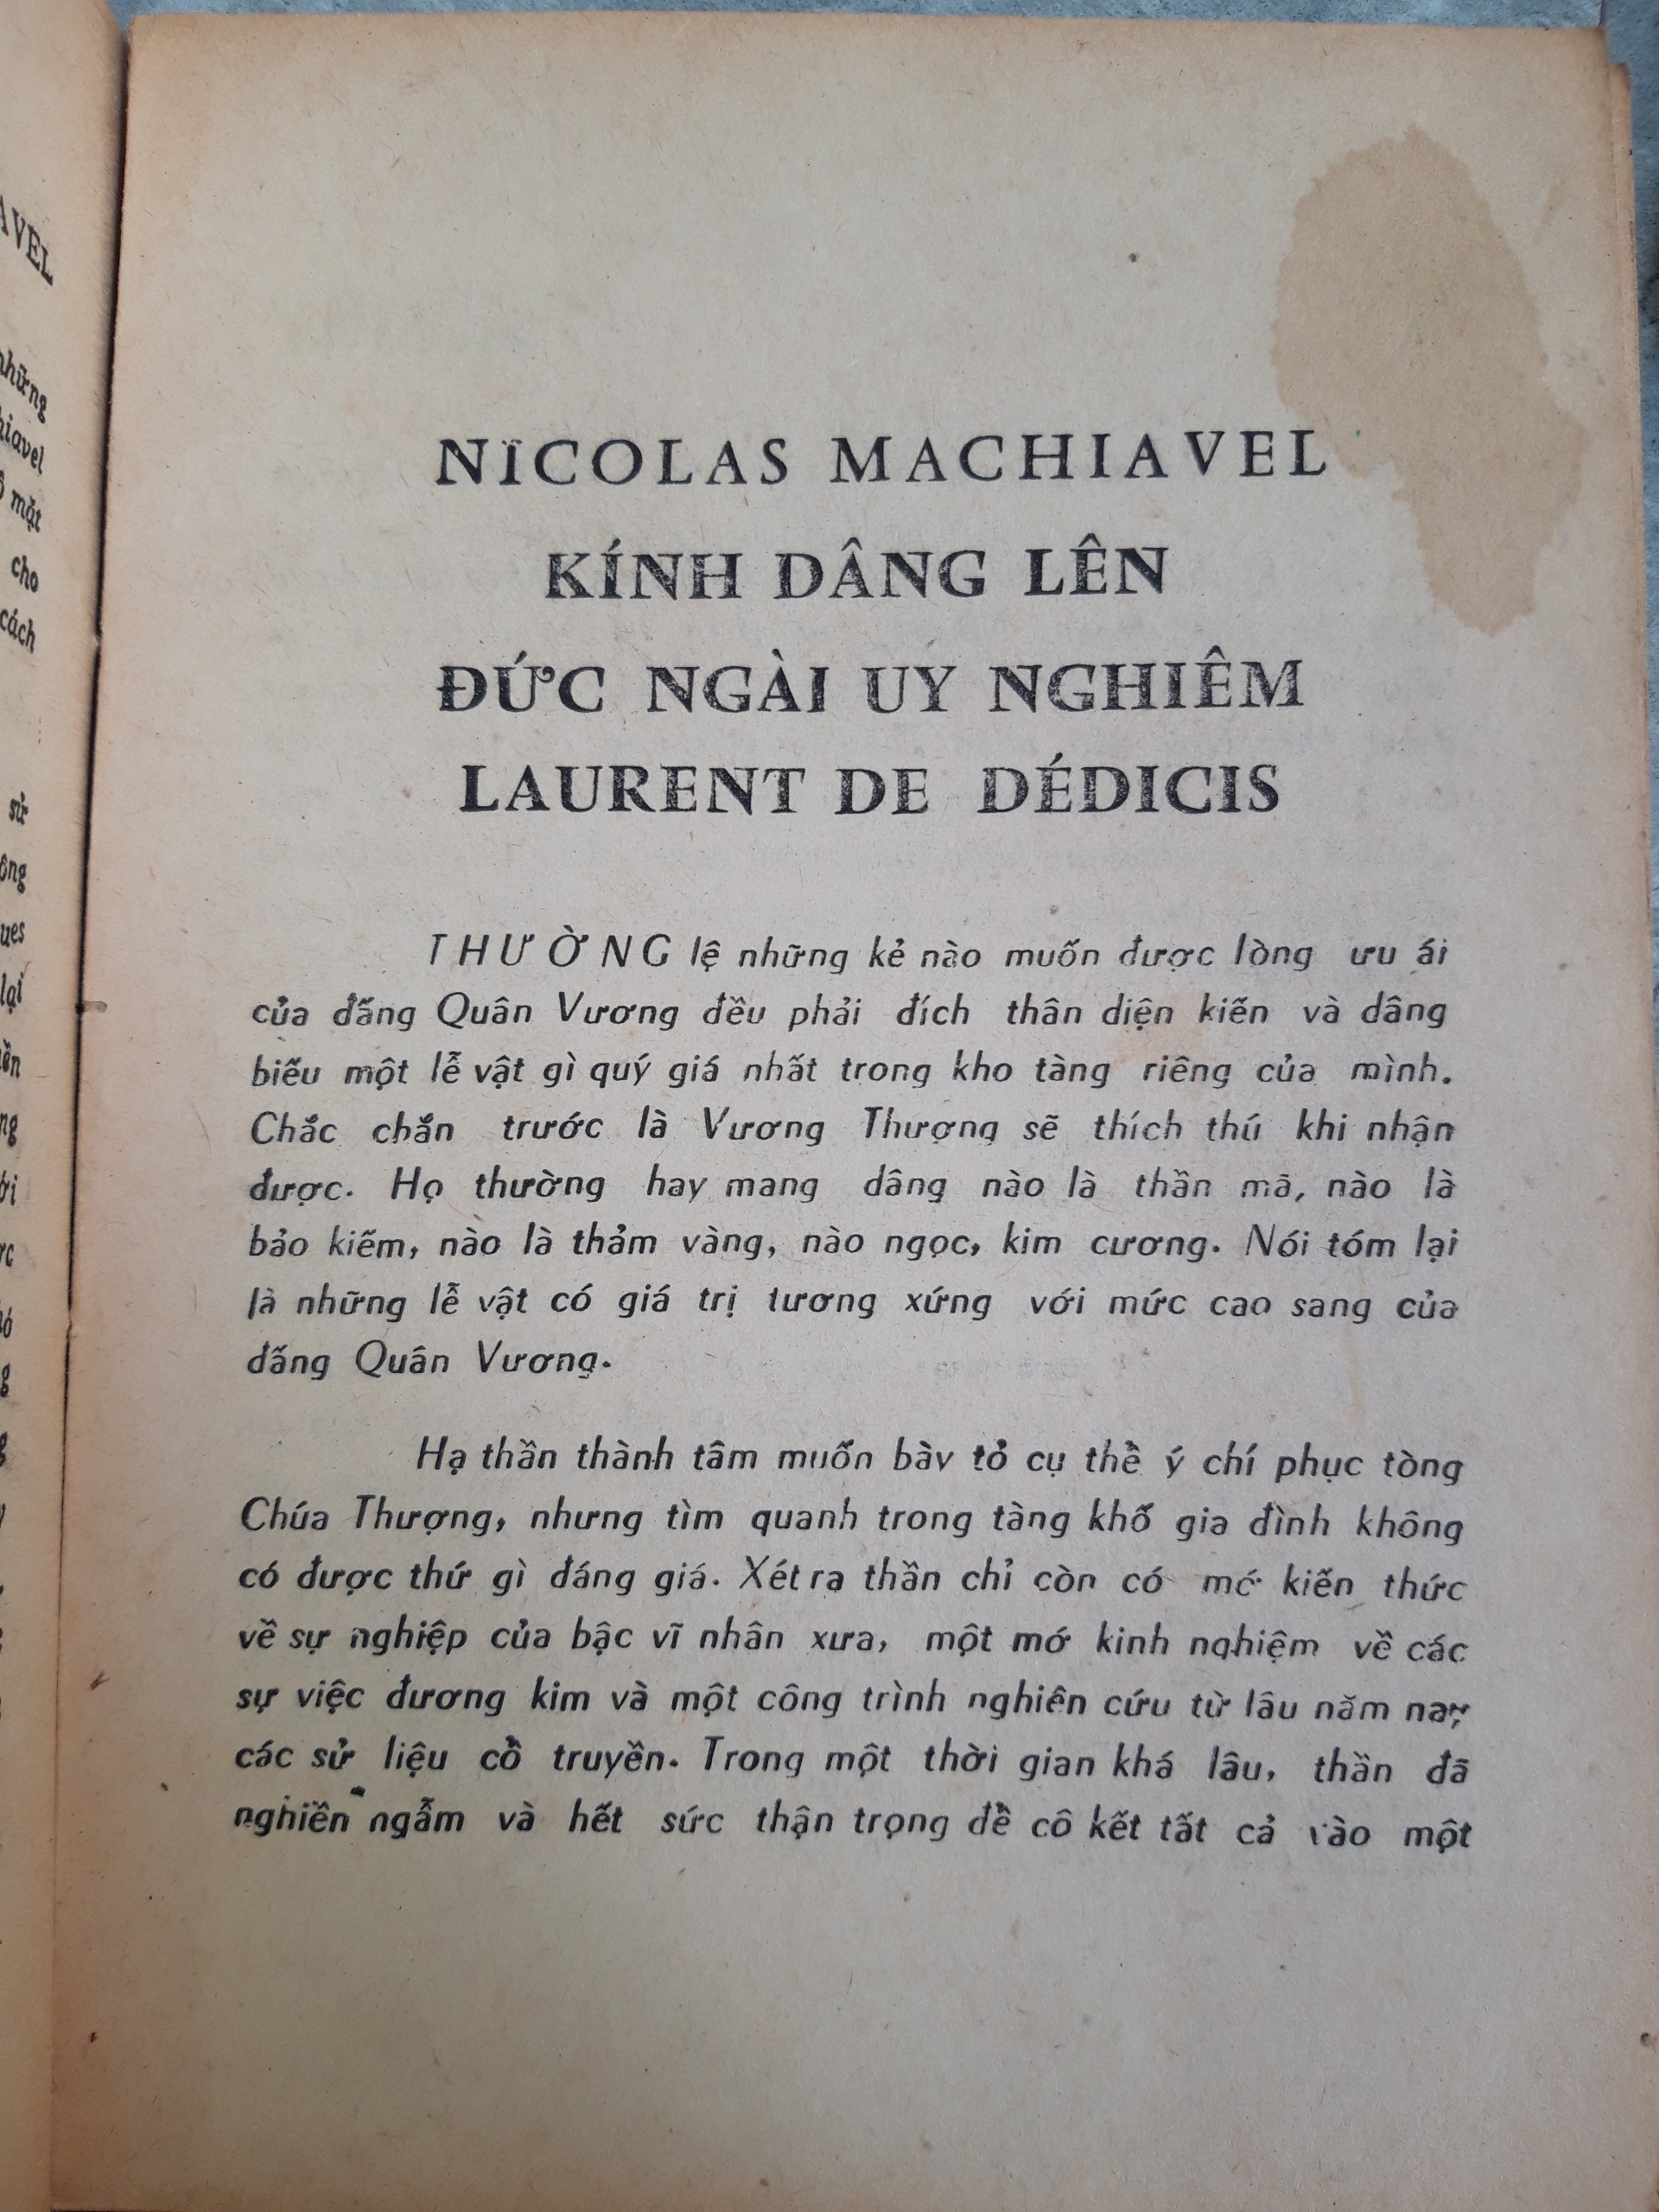 AVEL
những
hiavel
mặt
cho
cách
sử
ông
ues
lại
NICOLAS MACHIAVEL
KÍNH DÂNG LÊN
ĐỨC NGÀI UY NGHIÊM
LAURENT DE DÉDICIS
THƯỜNG lệ những kẻ nào muốn được lòng ưu ái
của đấng Quân Vương đều phải đích thân diện kiến và dâng
biếu một lễ vật gì quý giá nhất trong kho tàng riêng của mình.
Chắc chắn trước là Vương Thượng sẽ thích thú khi nhận
được. Họ thường hay mang dâng nào là thần mã, nào là
bảo kiếm, nào là thảm vàng, nào ngọc, kim cương. Nói tóm lại
là những lễ vật có giá trị tương xứng với mức cao sang của
đấng Quân Vương.
Hạ thần thành tâm muốn bày tỏ cụ thể ý chí phục tòng
Chúa Thượng, nhưng tìm quanh trong tàng khố gia đình không
có được thứ gì đáng giá. Xét ra thần chỉ còn có mớ kiến thức
về sự nghiệp của bậc vĩ nhân xưa, một mớ kinh nghiệm về các
sự việc đương kim và một công trình nghiên cứu từ lâu năm nay
các sử liệu cổ truyền. Trong một thời gian khá lâu, thần đã
nghiền ngẫm và hết sức thận trọng để cô kết tất cả vào một